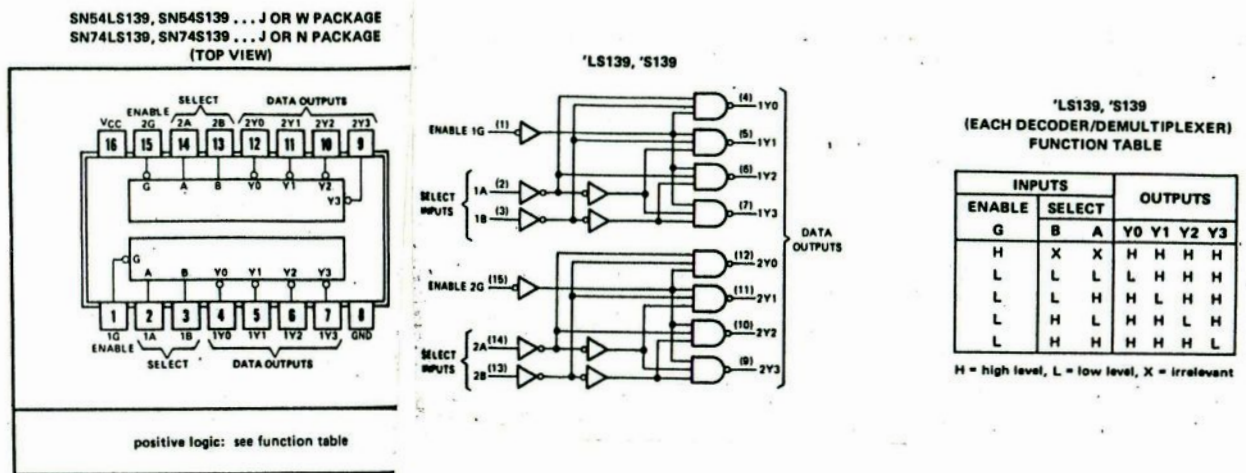 SN54LS139, SN54S139 . . . J OR W PACKAGE
SN74LS139, SN74S139 . . . J OR N PACKAGE
(TOP VIEW)
SELECT
DATA OUTPUTS
ENABLE
VCC 2G 2A 2B 2Y0 2Y1 2Y2 2Y3
16 15 14 13 12 11 10 9
G A B Y0 Y1 Y2
Y3
G
A B Y0 Y1 Y2 Y3
1 2 3 4 5 6 7 8
1G 1A 1B 1Y0 1Y1 1Y2 1Y3 GND
ENABLE
SELECT
DATA OUTPUTS
positive logic: see function table
'LS139, 'S139
(4) 1Y0
ENABLE 1G (1)
(5) 1Y1
(6) 1Y2
SELECT INPUTS
1A (2)
1B (3)
(7) 1Y3
DATA OUTPUTS
(12) 2Y0
ENABLE 2G (15)
(11) 2Y1
(10) 2Y2
SELECT INPUTS
2A (14)
2B (13)
(9) 2Y3
'LS139, 'S139
(EACH DECODER/DEMULTIPLEXER)
FUNCTION TABLE
INPUTS OUTPUTS
ENABLE SELECT
G B A Y0 Y1 Y2 Y3
H X X H H H H
L L L L H H H
L L H H L H H
L H L H H L H
L H H H H H L
H = high level, L = low level, X = irrelevant